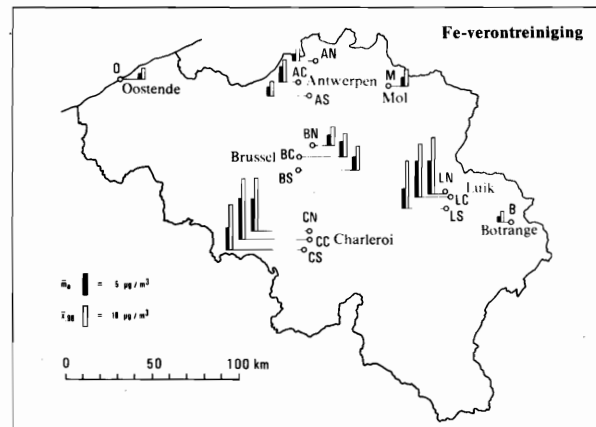 Fe-verontreiniging
O
Oostende
AN
AC
Antwerpen
AS
M
Mol
BN
Brussel
BC
BS
LN
Luik
LC
LS
B
Botrange
CN
Charleroi
CC
CS
= 5 µg/m³
= 10 µg/m³
0 50 100 km